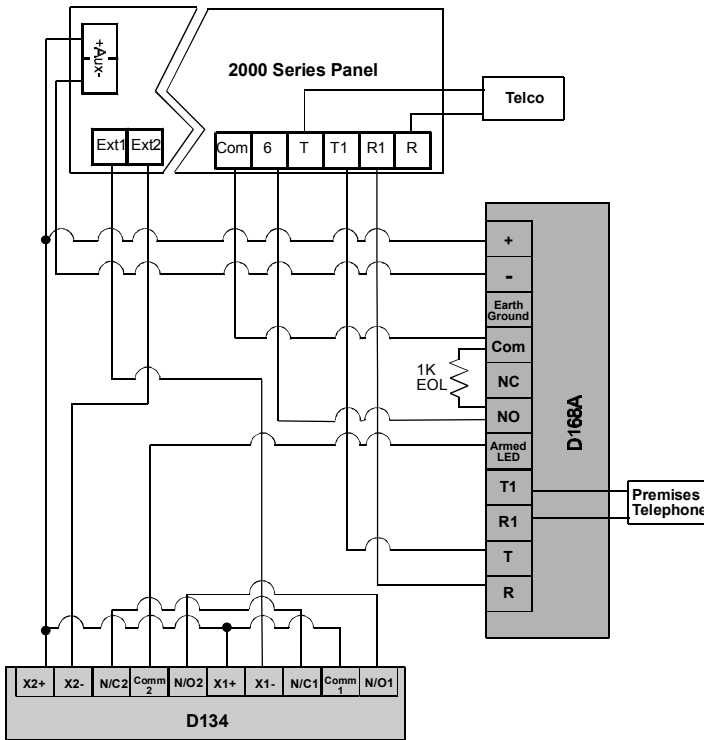 +Aux-
2000 Series Panel
Telco
Ext1 Ext2
Com 6 T T1 R1 R
+
-
Earth
Ground
Com
NC
NO
Armed
LED
T1
R1
T
R
1K
EOL
D168A
Premises
Telephone
X2+ X2- N/C2 Comm 2 N/O2 X1+ X1- N/C1 Comm 1 N/O1
D134